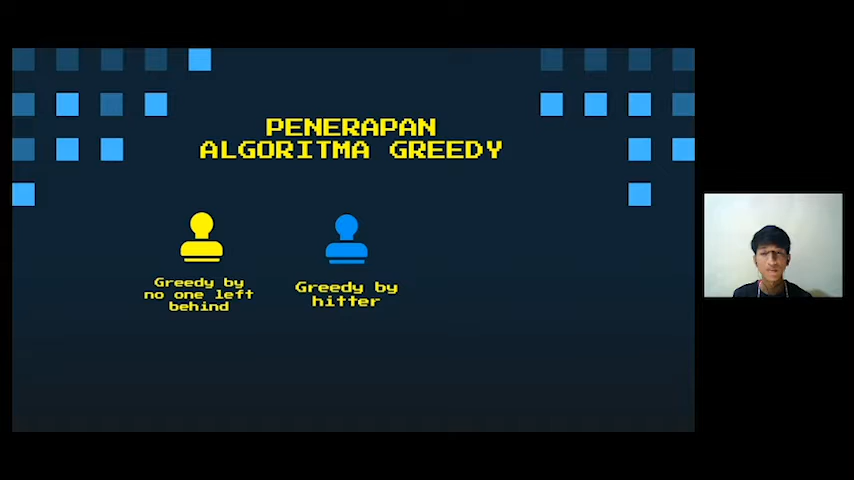 PENERAPAN
ALGORITMA GREEDY
Greedy by
no one left
behind
Greedy by
hitter